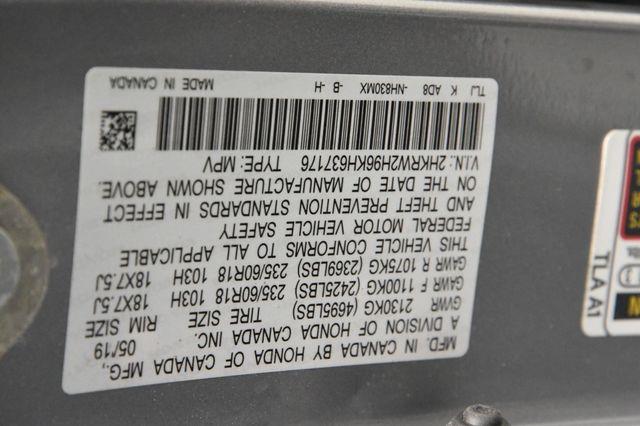 MFD. IN CANADA BY HONDA OF CANADA MFG.,
A DIVISION OF HONDA CANADA INC. 05/19
GVWR 2130KG (4695LBS) TIRE SIZE RIM SIZE
GAWR F 1100KG (2425LBS) 235/60R18 103H 18X7.5J
GAWR R 1075KG (2369LBS) 235/60R18 103H 18X7.5J
THIS VEHICLE CONFORMS TO ALL APPLICABLE
FEDERAL MOTOR VEHICLE SAFETY
AND THEFT PREVENTION STANDARDS IN EFFECT
ON THE DATE OF MANUFACTURE SHOWN ABOVE.
V.I.N.: 2HKRW2H96KH637176 TYPE: MPV
TLJ K AD8 -NH830MX -B -H MADE IN CANADA
TLA A1